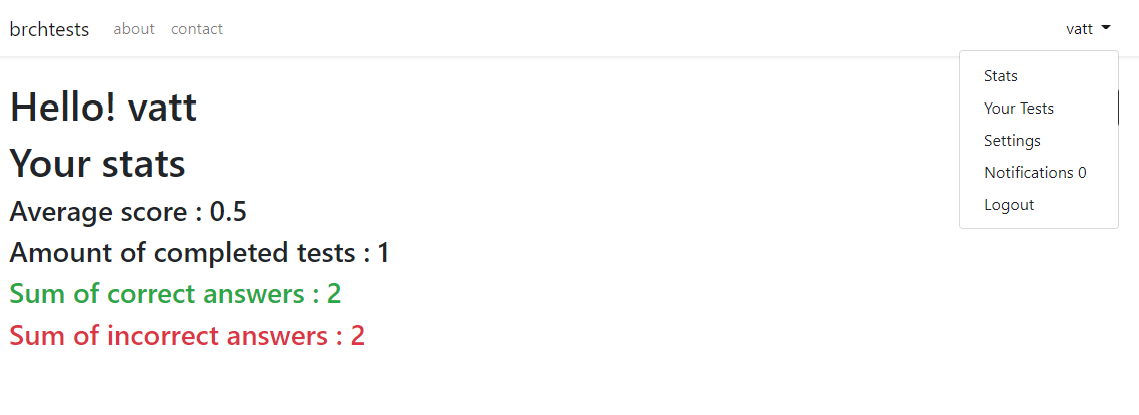 brchtests about contact vatt
Stats
Your Tests
Settings
Notifications 0
Logout
Hello! vatt
Your stats
Average score : 0.5
Amount of completed tests : 1
Sum of correct answers : 2
Sum of incorrect answers : 2